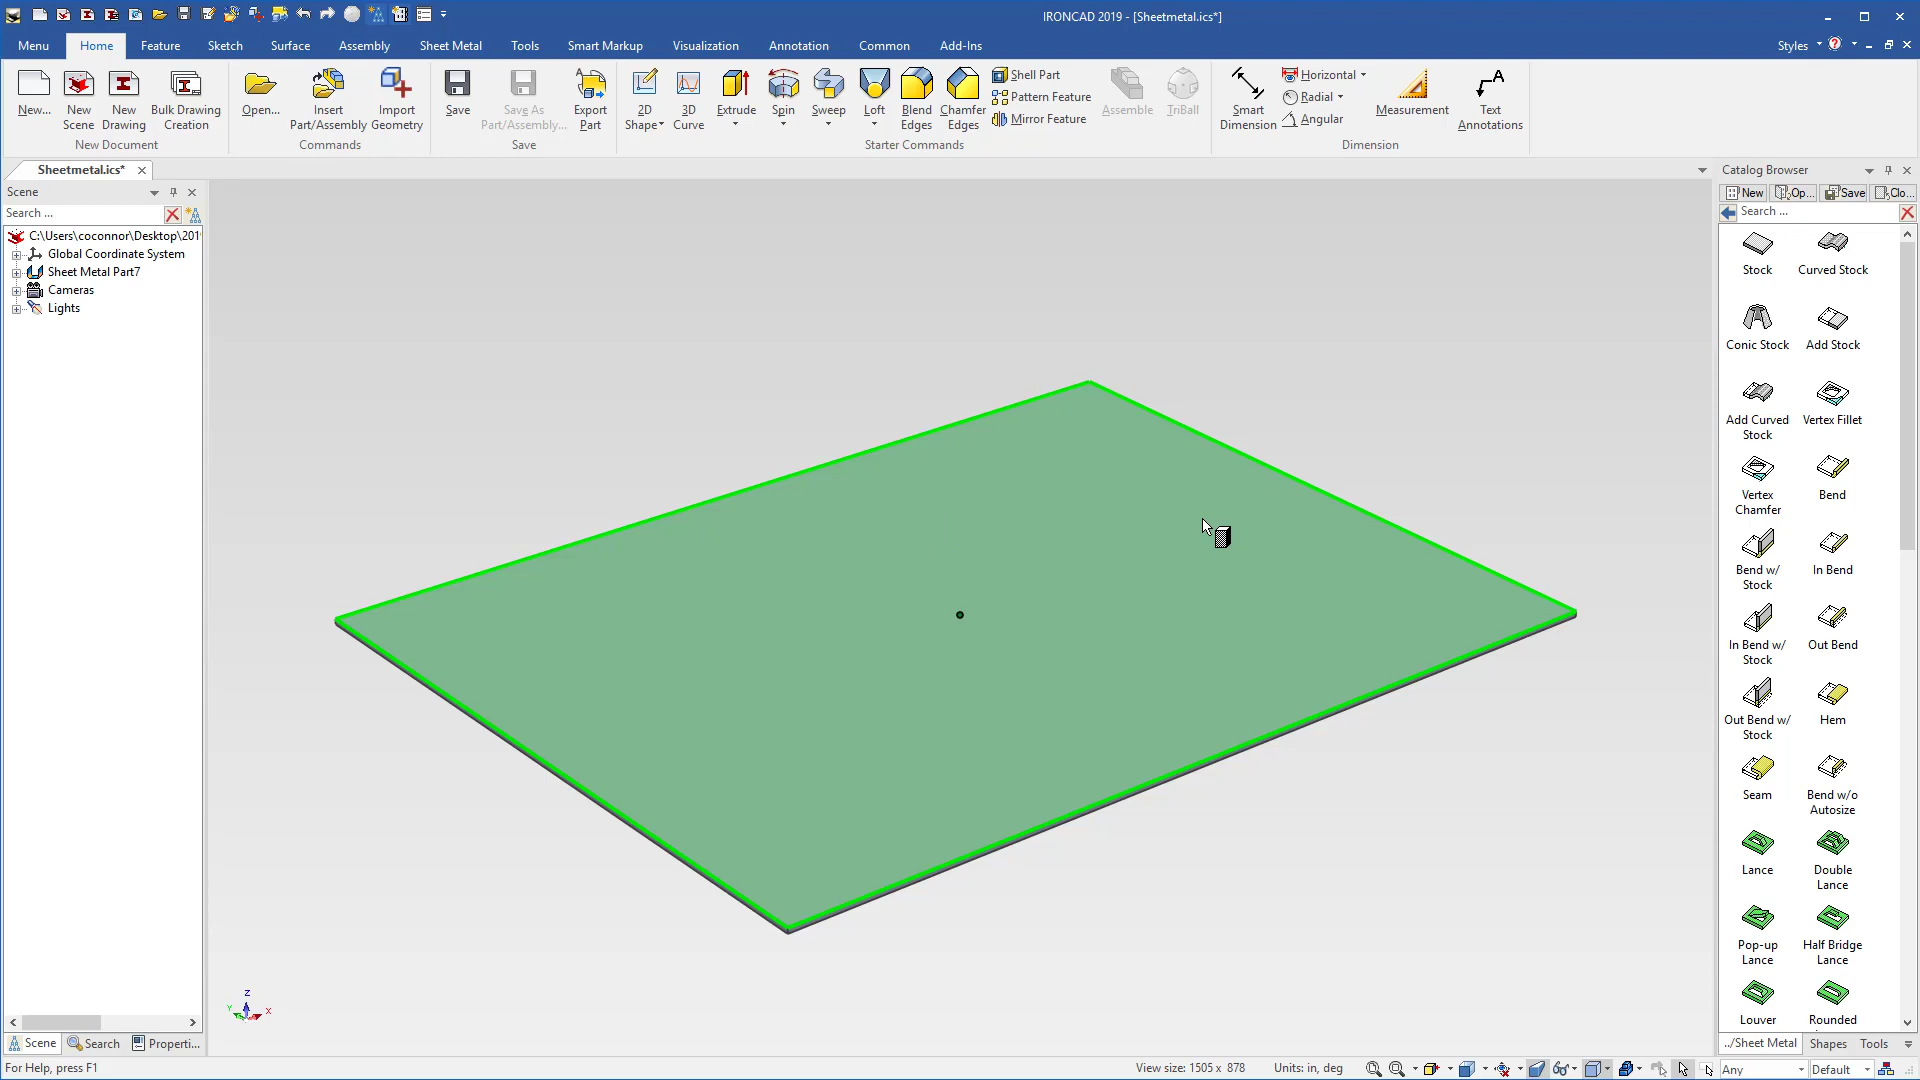 IRONCAD 2019 - [Sheetmetal.ics*]
Menu Home Feature Sketch Surface Assembly Sheet Metal Tools Smart Markup Visualization Annotation Common Add-Ins Styles
New... New Scene New Drawing Bulk Drawing Creation
New Document
Open... Insert Part/Assembly Import Geometry
Commands
Save Save As Part/Assembly... Export Part
Save
2D Shape 3D Curve Extrude Spin Sweep Loft Blend Edges Chamfer Edges
Shell Part
Pattern Feature
Mirror Feature
Assemble TriBall
Starter Commands
Smart Dimension
Horizontal
Radial
Angular
Measurement Text Annotations
Dimension
Sheetmetal.ics*
Scene
Search ...
C:\Users\coconnor\Desktop\201
Global Coordinate System
Sheet Metal Part7
Cameras
Lights
Scene Search Properti...
Z
Y
X
Catalog Browser
New Op... Save Clo...
Search ...
Stock Curved Stock
Conic Stock Add Stock
Add Curved Stock Vertex Fillet
Vertex Chamfer Bend
Bend w/ Stock In Bend
In Bend w/ Stock Out Bend
Out Bend w/ Stock Hem
Seam Bend w/o Autosize
Lance Double Lance
Pop-up Lance Half Bridge Lance
Louver Rounded
../Sheet Metal Shapes Tools
For Help, press F1
View size: 1505 x 878 Units: in, deg
Any Default